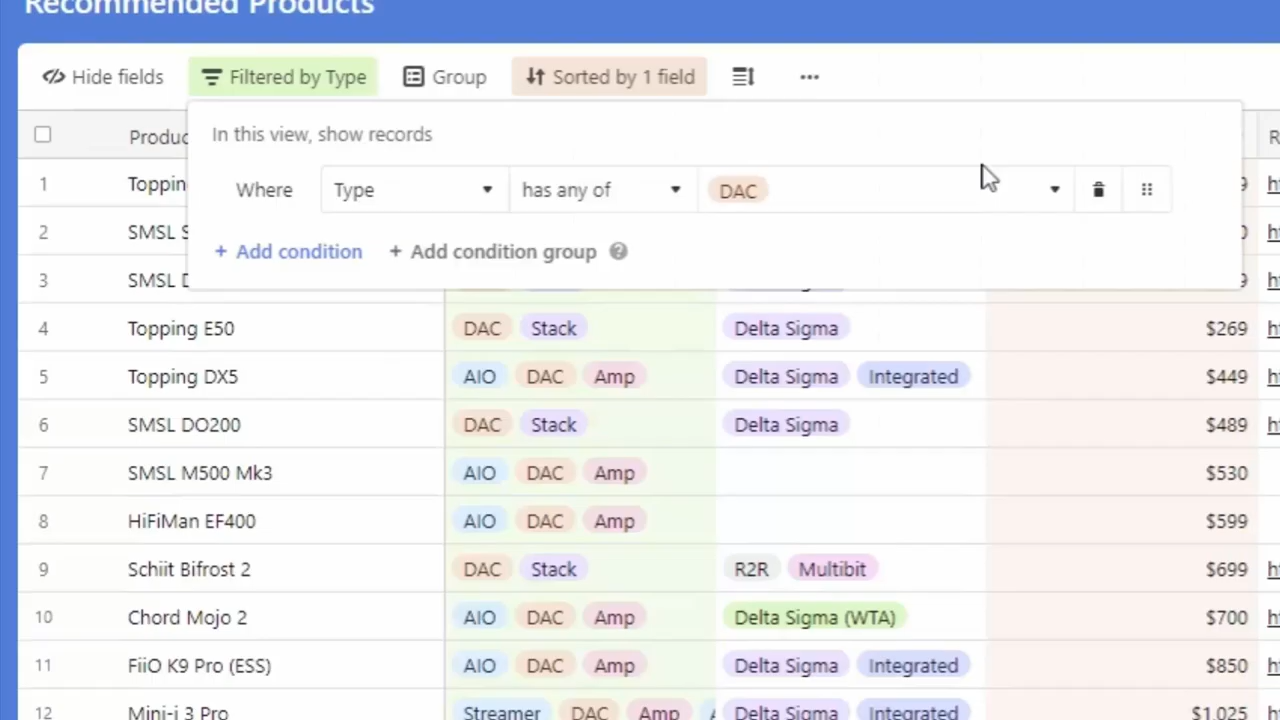 Recommended Products
Hide fields Filtered by Type Group Sorted by 1 field
In this view, show records
Where Type has any of DAC
+ Add condition + Add condition group
1
2 SMSL
3 SMSL
4 Topping E50 DAC Stack Delta Sigma $269
5 Topping DX5 AIO DAC Amp Delta Sigma Integrated $449
6 SMSL DO200 DAC Stack Delta Sigma $489
7 SMSL M500 Mk3 AIO DAC Amp $530
8 HiFiMan EF400 AIO DAC Amp $599
9 Schiit Bifrost 2 DAC Stack R2R Multibit $699
10 Chord Mojo 2 AIO DAC Amp Delta Sigma (WTA) $700
11 FiiO K9 Pro (ESS) AIO DAC Amp Delta Sigma Integrated $850
12 Mini-i 3 Pro Streamer DAC Amp Delta Sigma Integrated $1,025